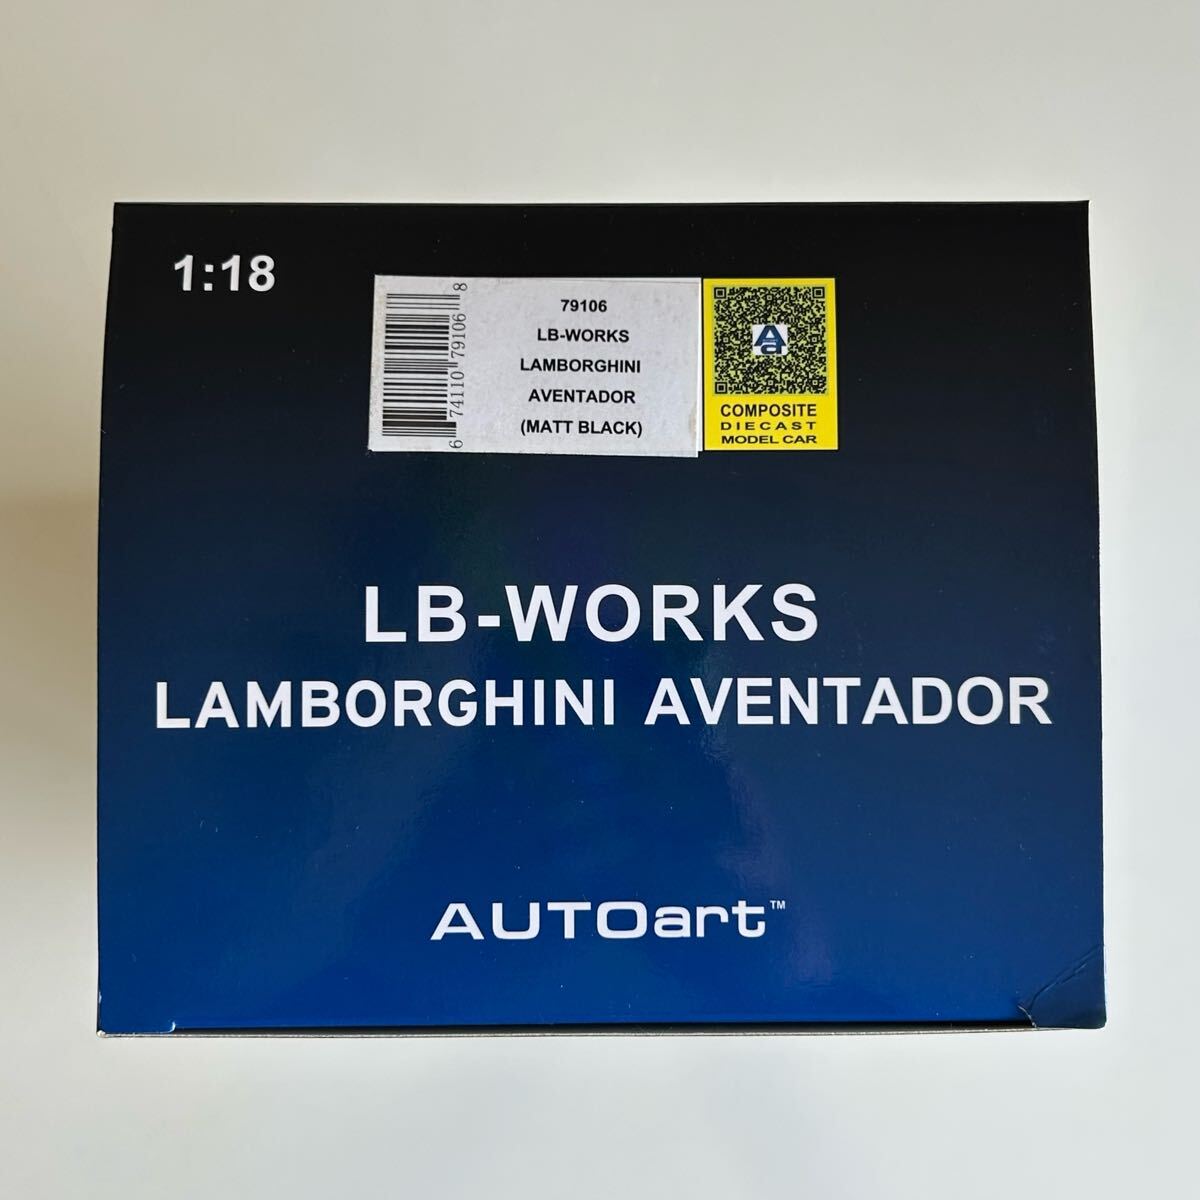 1:18
6 74110 79106 8
79106
LB-WORKS
LAMBORGHINI
AVENTADOR
(MATT BLACK)
Aa
COMPOSITE
DIECAST
MODEL CAR
LB-WORKS
LAMBORGHINI AVENTADOR
AUTOart™